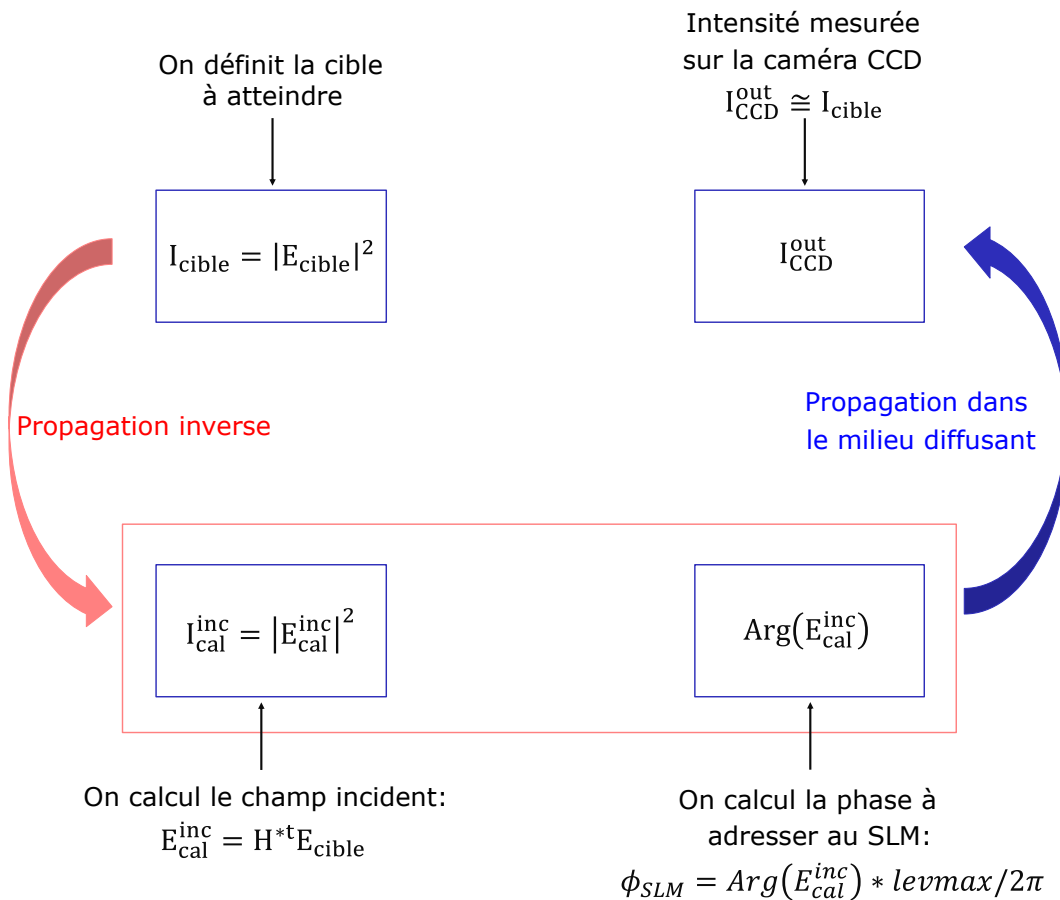 On définit la cible
à atteindre
I_cible = |E_cible|²
Intensité mesurée
sur la caméra CCD
I_CCD^out ≅ I_cible
I_CCD^out
Propagation inverse
Propagation dans
le milieu diffusant
I_cal^inc = |E_cal^inc|²
Arg(E_cal^inc)
On calcul le champ incident:
E_cal^inc = H^*t E_cible
On calcul la phase à
adresser au SLM:
ϕ_SLM = Arg(E_cal^inc) * levmax/2π